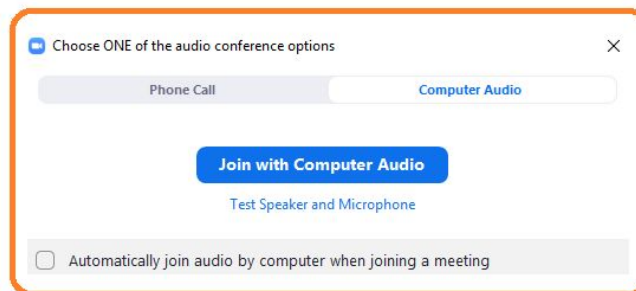 Choose ONE of the audio conference options
Phone Call
Computer Audio
Join with Computer Audio
Test Speaker and Microphone
Automatically join audio by computer when joining a meeting